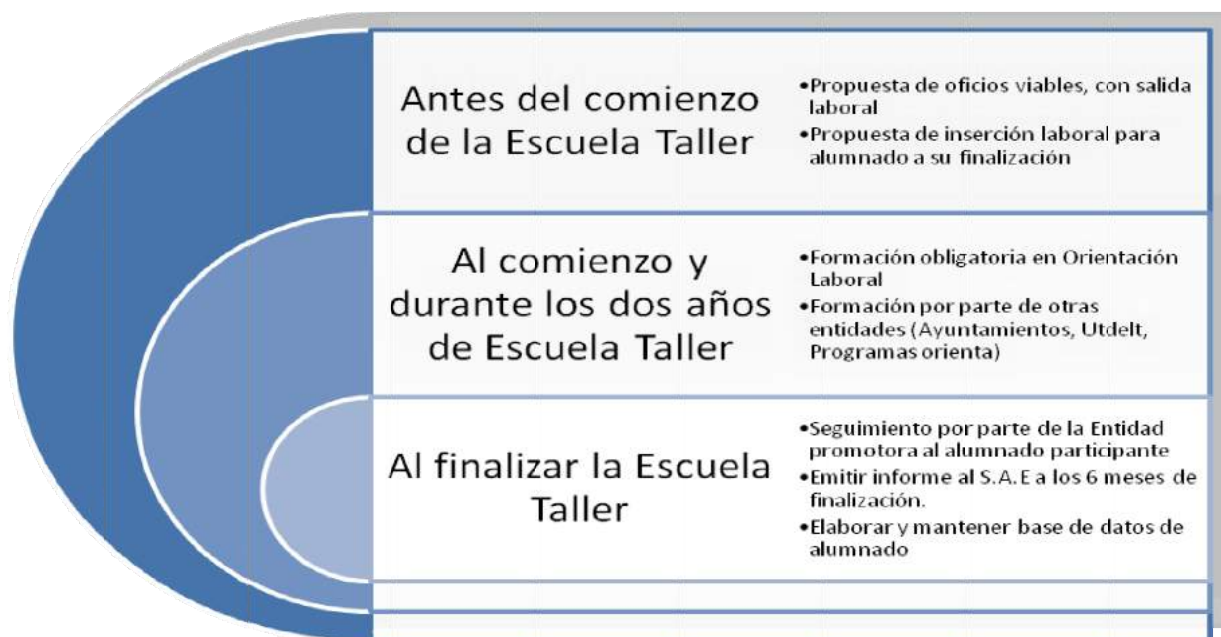 Antes del comienzo
de la Escuela Taller
•Propuesta de oficios viables, con salida
laboral
•Propuesta de inserción laboral para
alumnado a su finalización
Al comienzo y
durante los dos años
de Escuela Taller
•Formación obligatoria en Orientación
Laboral
•Formación por parte de otras
entidades (Ayuntamientos, Utdelt,
Programas orienta)
Al finalizar la Escuela
Taller
•Seguimiento por parte de la Entidad
promotora al alumnado participante
•Emitir informe al S.A.E a los 6 meses de
finalización.
•Elaborar y mantener base de datos de
alumnado